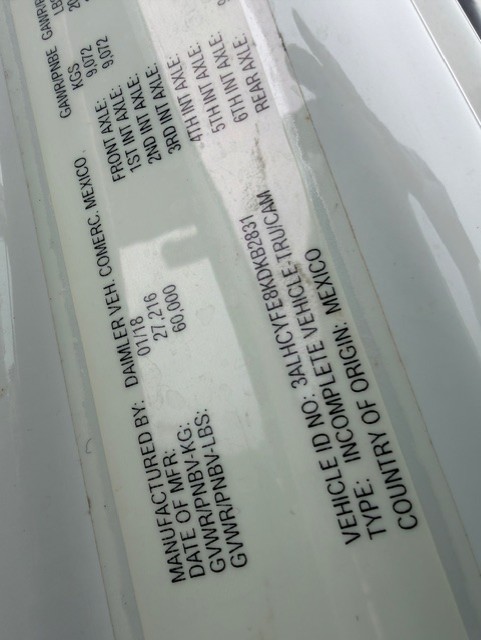 MANUFACTURED BY: DAIMLER VEH. COMERC. MEXICO
DATE OF MFR: 01/18
GVWR/PNBV-KG: 27,216
GVWR/PNBV-LBS: 60,000
GAWR/PNBE GAWR/
KGS LBS
FRONT AXLE: 9,072
1ST INT AXLE: 9,072
2ND INT AXLE:
3RD INT AXLE:
4TH INT AXLE:
5TH INT AXLE:
6TH INT AXLE:
REAR AXLE:
VEHICLE ID NO: 3ALHCYFE8KDKB2831
TYPE: INCOMPLETE VEHICLE-TRU/CAM
COUNTRY OF ORIGIN: MEXICO